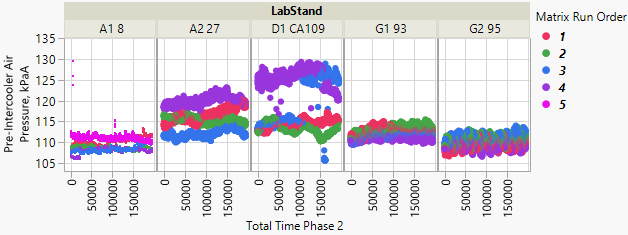 LabStand
A1 8 A2 27 D1 CA109 G1 93 G2 95
Pre-Intercooler Air
Pressure, kPaA
135
130
125
120
115
110
105
0 50000 100000 150000 0 50000 100000 150000 0 50000 100000 150000 0 50000 100000 150000 0 50000 100000 150000
Total Time Phase 2
Matrix Run Order
1
2
3
4
5